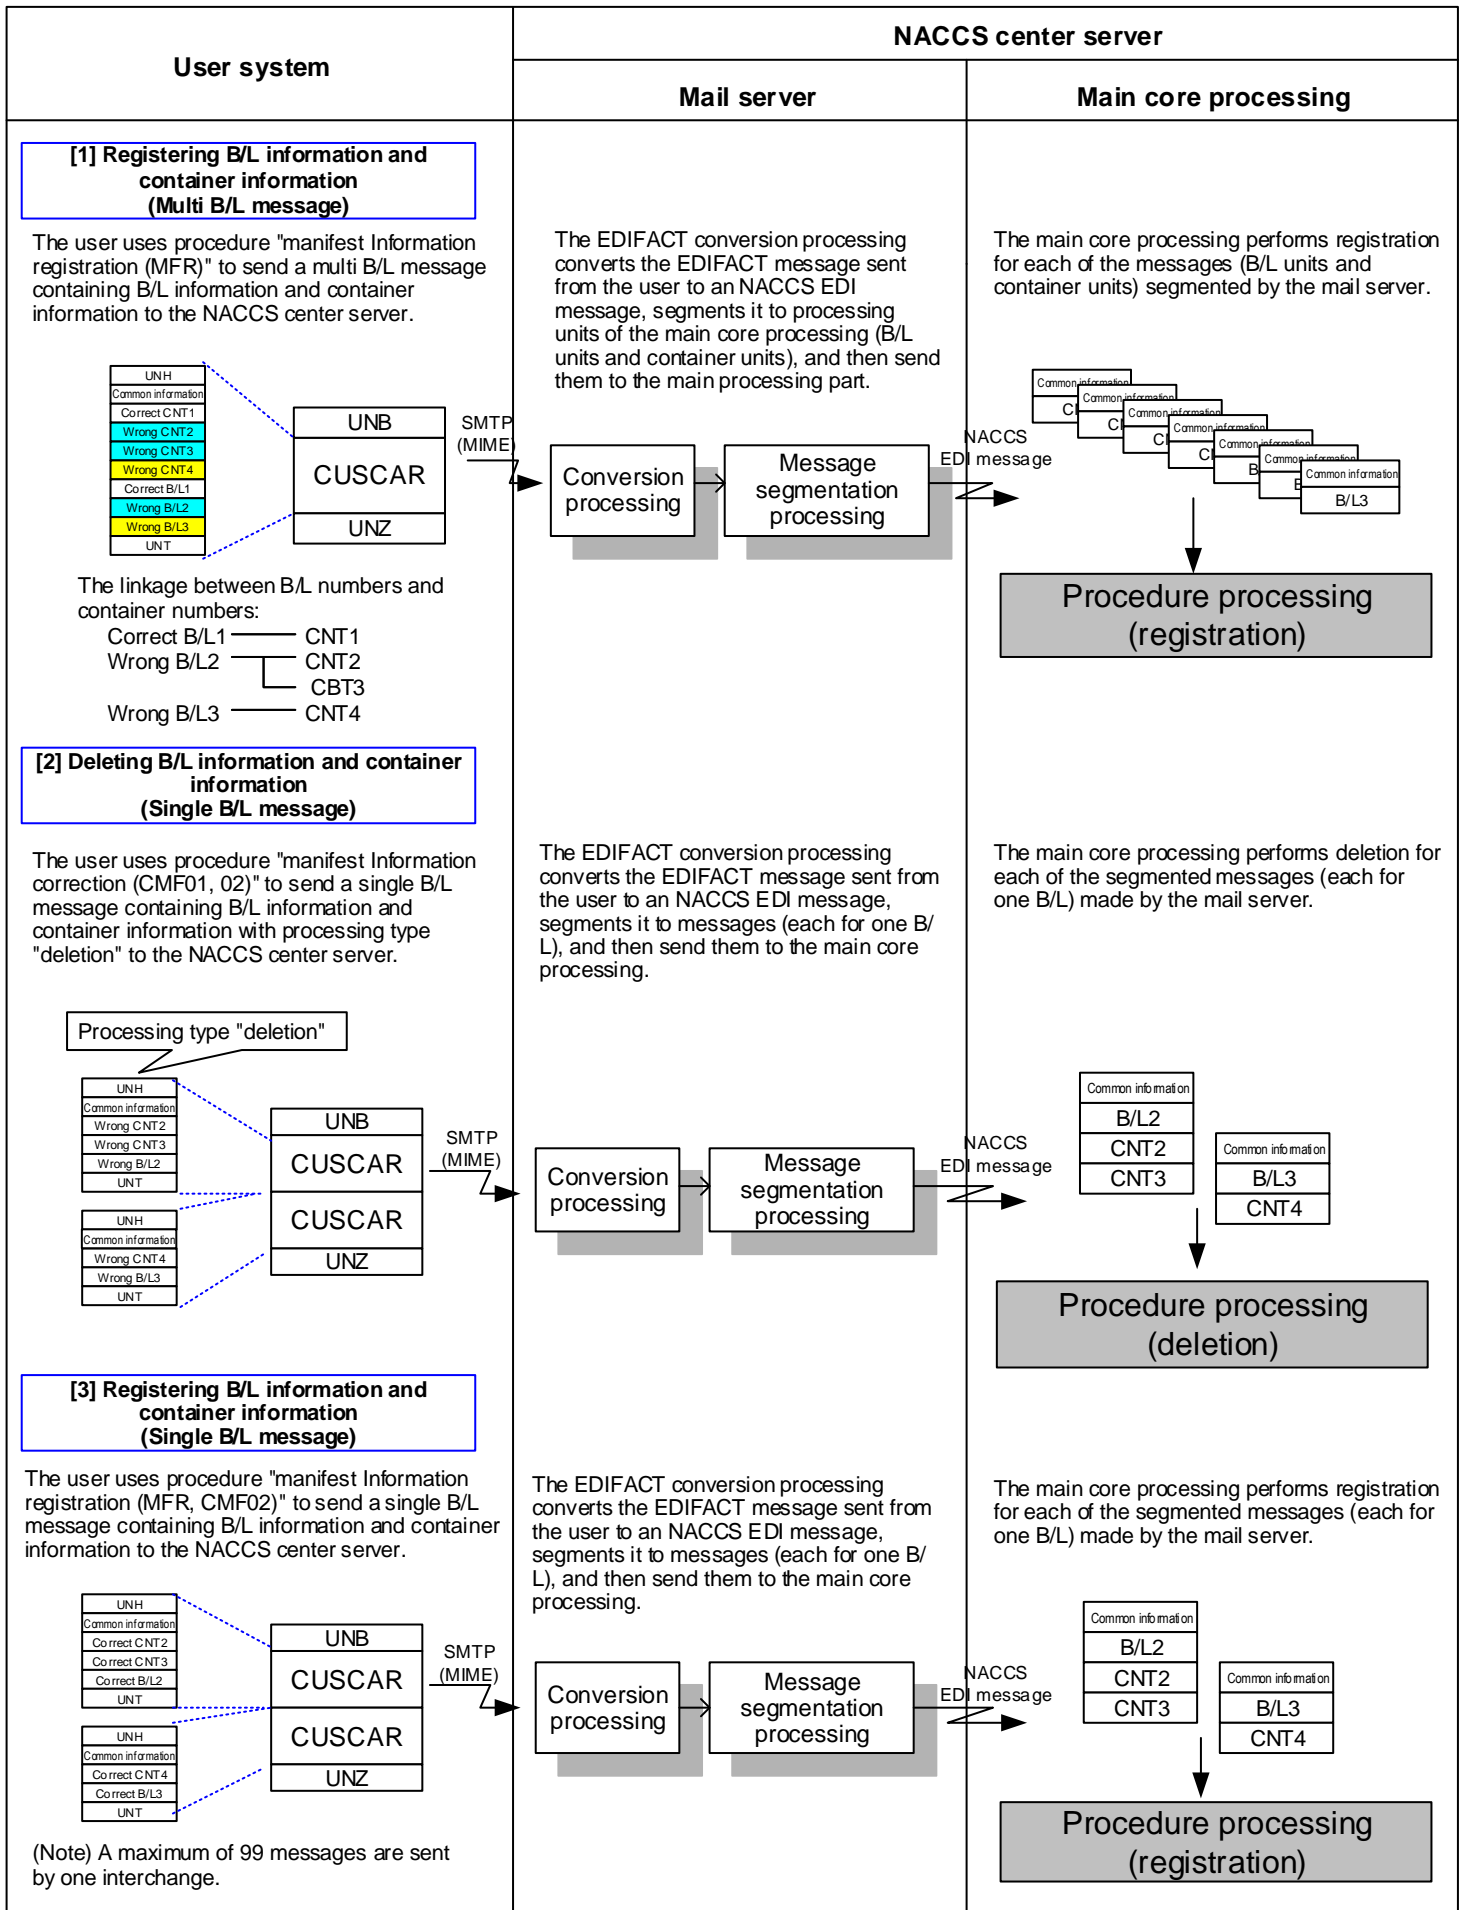 User system
NACCS center server
Mail server
Main core processing
[1] Registering B/L information and
container information
(Multi B/L message)
The user uses procedure "manifest Information
registration (MFR)" to send a multi B/L message
containing B/L information and container
information to the NACCS center server.
The EDIFACT conversion processing
converts the EDIFACT message sent
from the user to an NACCS EDI
message, segments it to processing
units of the main core processing (B/L
units and container units), and then send
them to the main processing part.
The main core processing performs registration
for each of the messages (B/L units and
container units) segmented by the mail server.
UNH
Common information
Correct CNT1
Wrong CNT2
Wrong CNT3
Wrong CNT4
Correct B/L1
Wrong B/L2
Wrong B/L3
UNT
UNB
CUSCAR
UNZ
SMTP
(MIME)
Conversion
processing
Message
segmentation
processing
NACCS
EDI message
Common information
Common information
Common information
Common information
Common information
Common information
Common information
B/L3
Procedure processing
(registration)
The linkage between B/L numbers and
container numbers:
Correct B/L1 CNT1
Wrong B/L2 CNT2
CBT3
Wrong B/L3 CNT4
[2] Deleting B/L information and container
information
(Single B/L message)
The user uses procedure "manifest Information
correction (CMF01, 02)" to send a single B/L
message containing B/L information and
container information with processing type
"deletion" to the NACCS center server.
The EDIFACT conversion processing
converts the EDIFACT message sent from
the user to an NACCS EDI message,
segments it to messages (each for one B/
L), and then send them to the main core
processing.
The main core processing performs deletion for
each of the segmented messages (each for
one B/L) made by the mail server.
Processing type "deletion"
UNH
Common information
Wrong CNT2
Wrong CNT3
Wrong B/L2
UNT
UNH
Common information
Wrong CNT4
Wrong B/L3
UNT
UNB
CUSCAR
CUSCAR
UNZ
SMTP
(MIME)
Conversion
processing
Message
segmentation
processing
NACCS
EDI message
Common information
B/L2
CNT2
CNT3
Common information
B/L3
CNT4
Procedure processing
(deletion)
[3] Registering B/L information and
container information
(Single B/L message)
The user uses procedure "manifest Information
registration (MFR, CMF02)" to send a single B/L
message containing B/L information and container
information to the NACCS center server.
The EDIFACT conversion processing
converts the EDIFACT message sent from
the user to an NACCS EDI message,
segments it to messages (each for one B/
L), and then send them to the main core
processing.
The main core processing performs registration
for each of the segmented messages (each for
one B/L) made by the mail server.
UNH
Common information
Correct CNT2
Correct CNT3
Correct B/L2
UNT
UNH
Common information
Correct CNT4
Correct B/L3
UNT
UNB
CUSCAR
CUSCAR
UNZ
SMTP
(MIME)
Conversion
processing
Message
segmentation
processing
NACCS
EDI message
Common information
B/L2
CNT2
CNT3
Common information
B/L3
CNT4
Procedure processing
(registration)
(Note) A maximum of 99 messages are sent
by one interchange.